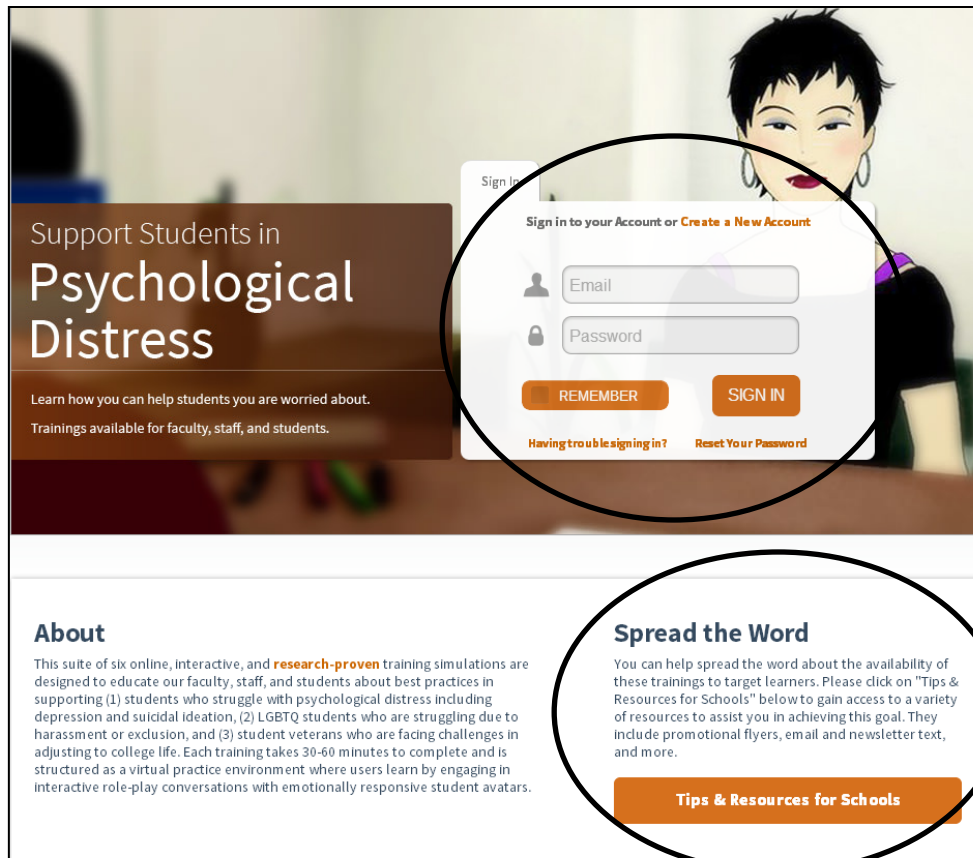 Support Students in
Psychological
Distress
Learn how you can help students you are worried about.
Trainings available for faculty, staff, and students.
Sign In
Sign in to your Account or Create a New Account
Email
Password
REMEMBER
SIGN IN
Having trouble signing in?
Reset Your Password
About
This suite of six online, interactive, and research-proven training simulations are
designed to educate our faculty, staff, and students about best practices in
supporting (1) students who struggle with psychological distress including
depression and suicidal ideation, (2) LGBTQ students who are struggling due to
harassment or exclusion, and (3) student veterans who are facing challenges in
adjusting to college life. Each training takes 30-60 minutes to complete and is
structured as a virtual practice environment where users learn by engaging in
interactive role-play conversations with emotionally responsive student avatars.
Spread the Word
You can help spread the word about the availability of
these trainings to target learners. Please click on "Tips &
Resources for Schools" below to gain access to a variety
of resources to assist you in achieving this goal. They
include promotional flyers, email and newsletter text,
and more.
Tips & Resources for Schools